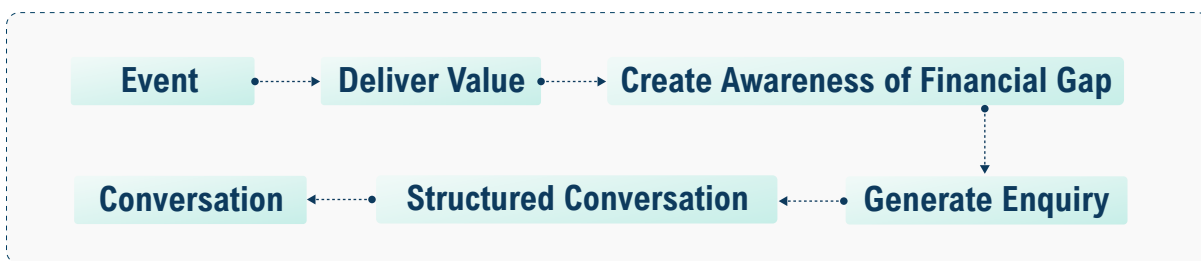 Event
Deliver Value
Create Awareness of Financial Gap
Generate Enquiry
Structured Conversation
Conversation